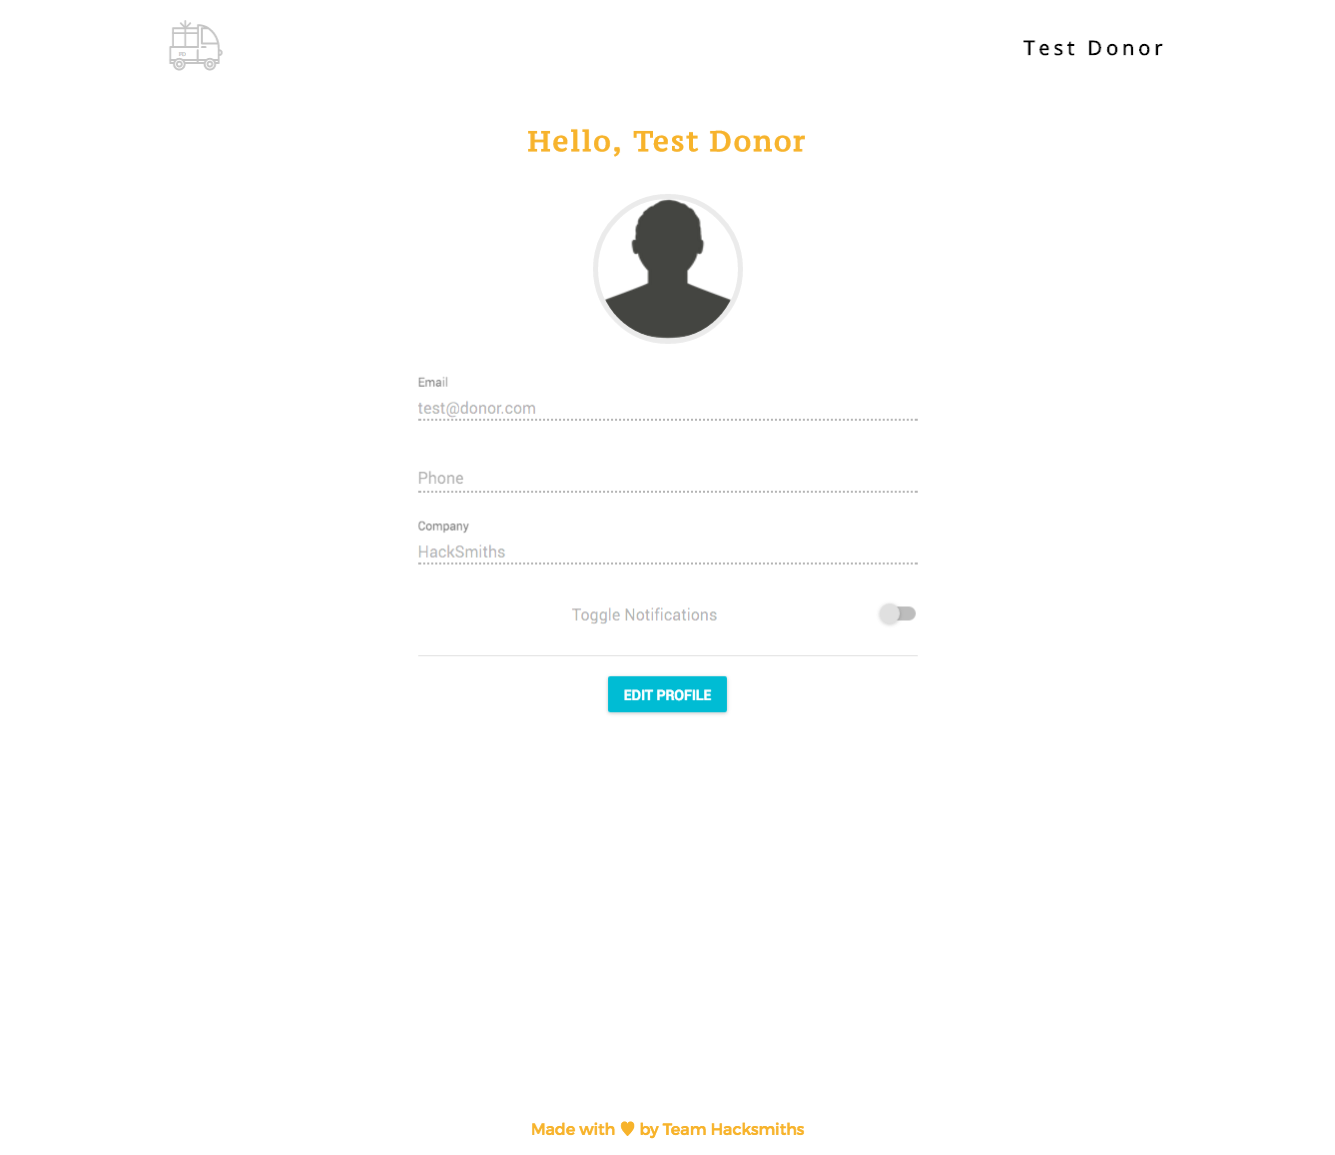 Test Donor
Hello, Test Donor
Email
test@donor.com
Phone
Company
HackSmiths
Toggle Notifications
EDIT PROFILE
Made with ♥ by Team Hacksmiths